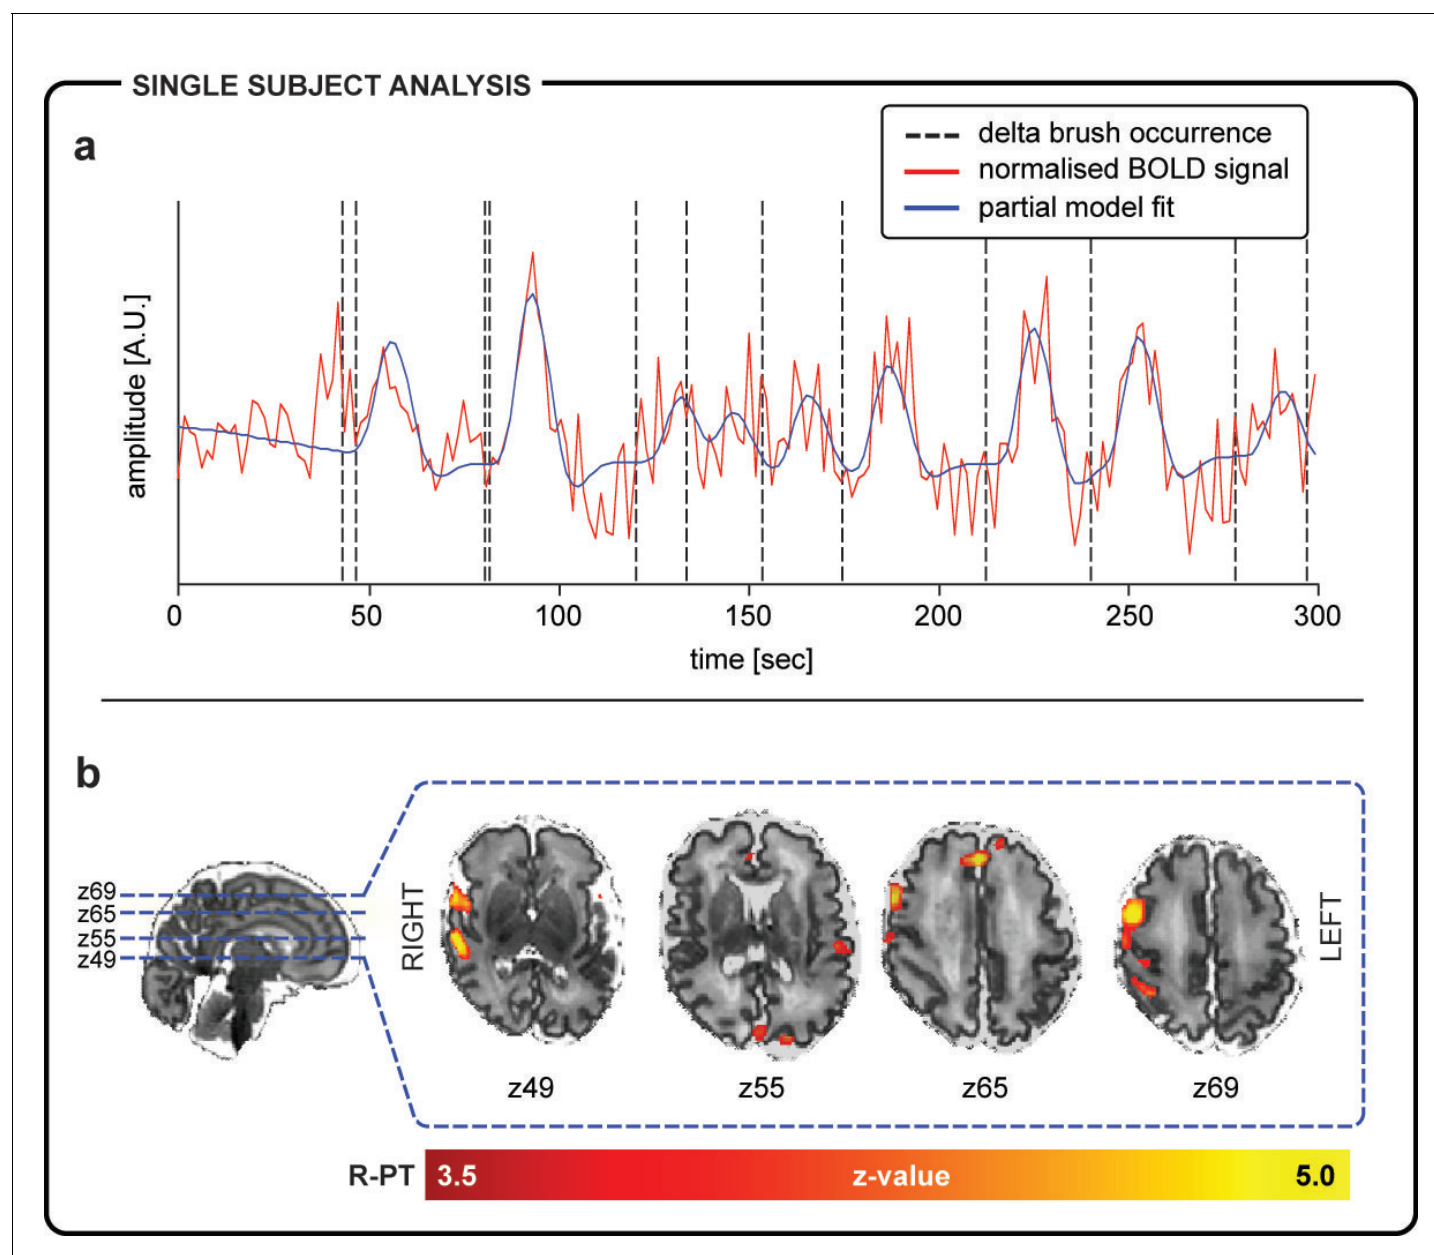 SINGLE SUBJECT ANALYSIS
a
delta brush occurrence
normalised BOLD signal
partial model fit
amplitude [A.U.]
0 50 100 150 200 250 300
time [sec]
b
z69
z65
z55
z49
RIGHT
LEFT
z49 z55 z65 z69
R-PT 3.5 z-value 5.0